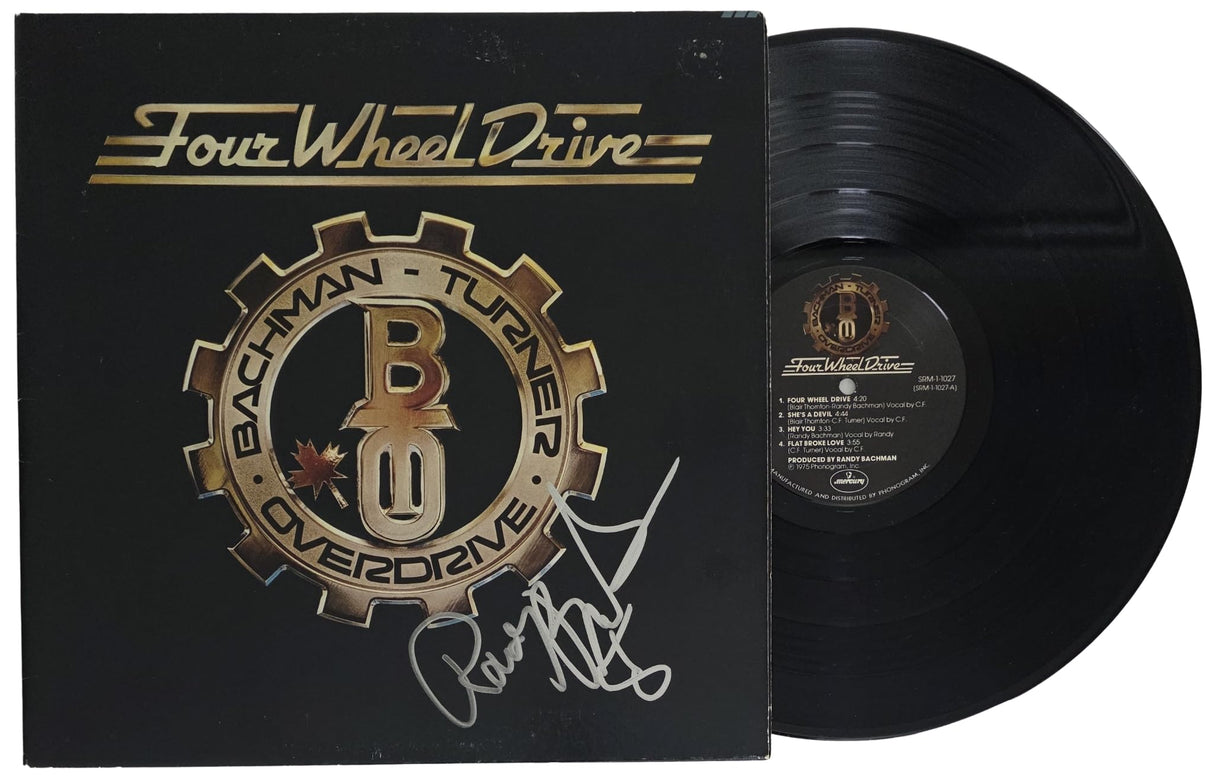 Four Wheel Drive
BACHMAN - TURNER
OVERDRIVE
BTO
BACHMAN - TURNER
OVERDRIVE
BTO
Four Wheel Drive
SRM-1-1027
(SRM-1-1027-A)
1. FOUR WHEEL DRIVE 4:20
(Blair Thornton-Randy Bachman) Vocal by C.F.
2. SHE'S A DEVIL 4:44
(Blair Thornton-C.F. Turner) Vocal by C.F.
3. HEY YOU 3:33
(Randy Bachman) Vocal by Randy
4. FLAT BROKE LOVE 3:55
(C.F. Turner) Vocal by C.F.
PRODUCED BY RANDY BACHMAN
℗ 1975 Phonogram, Inc.
mercury
MANUFACTURED AND DISTRIBUTED BY PHONOGRAM, INC.